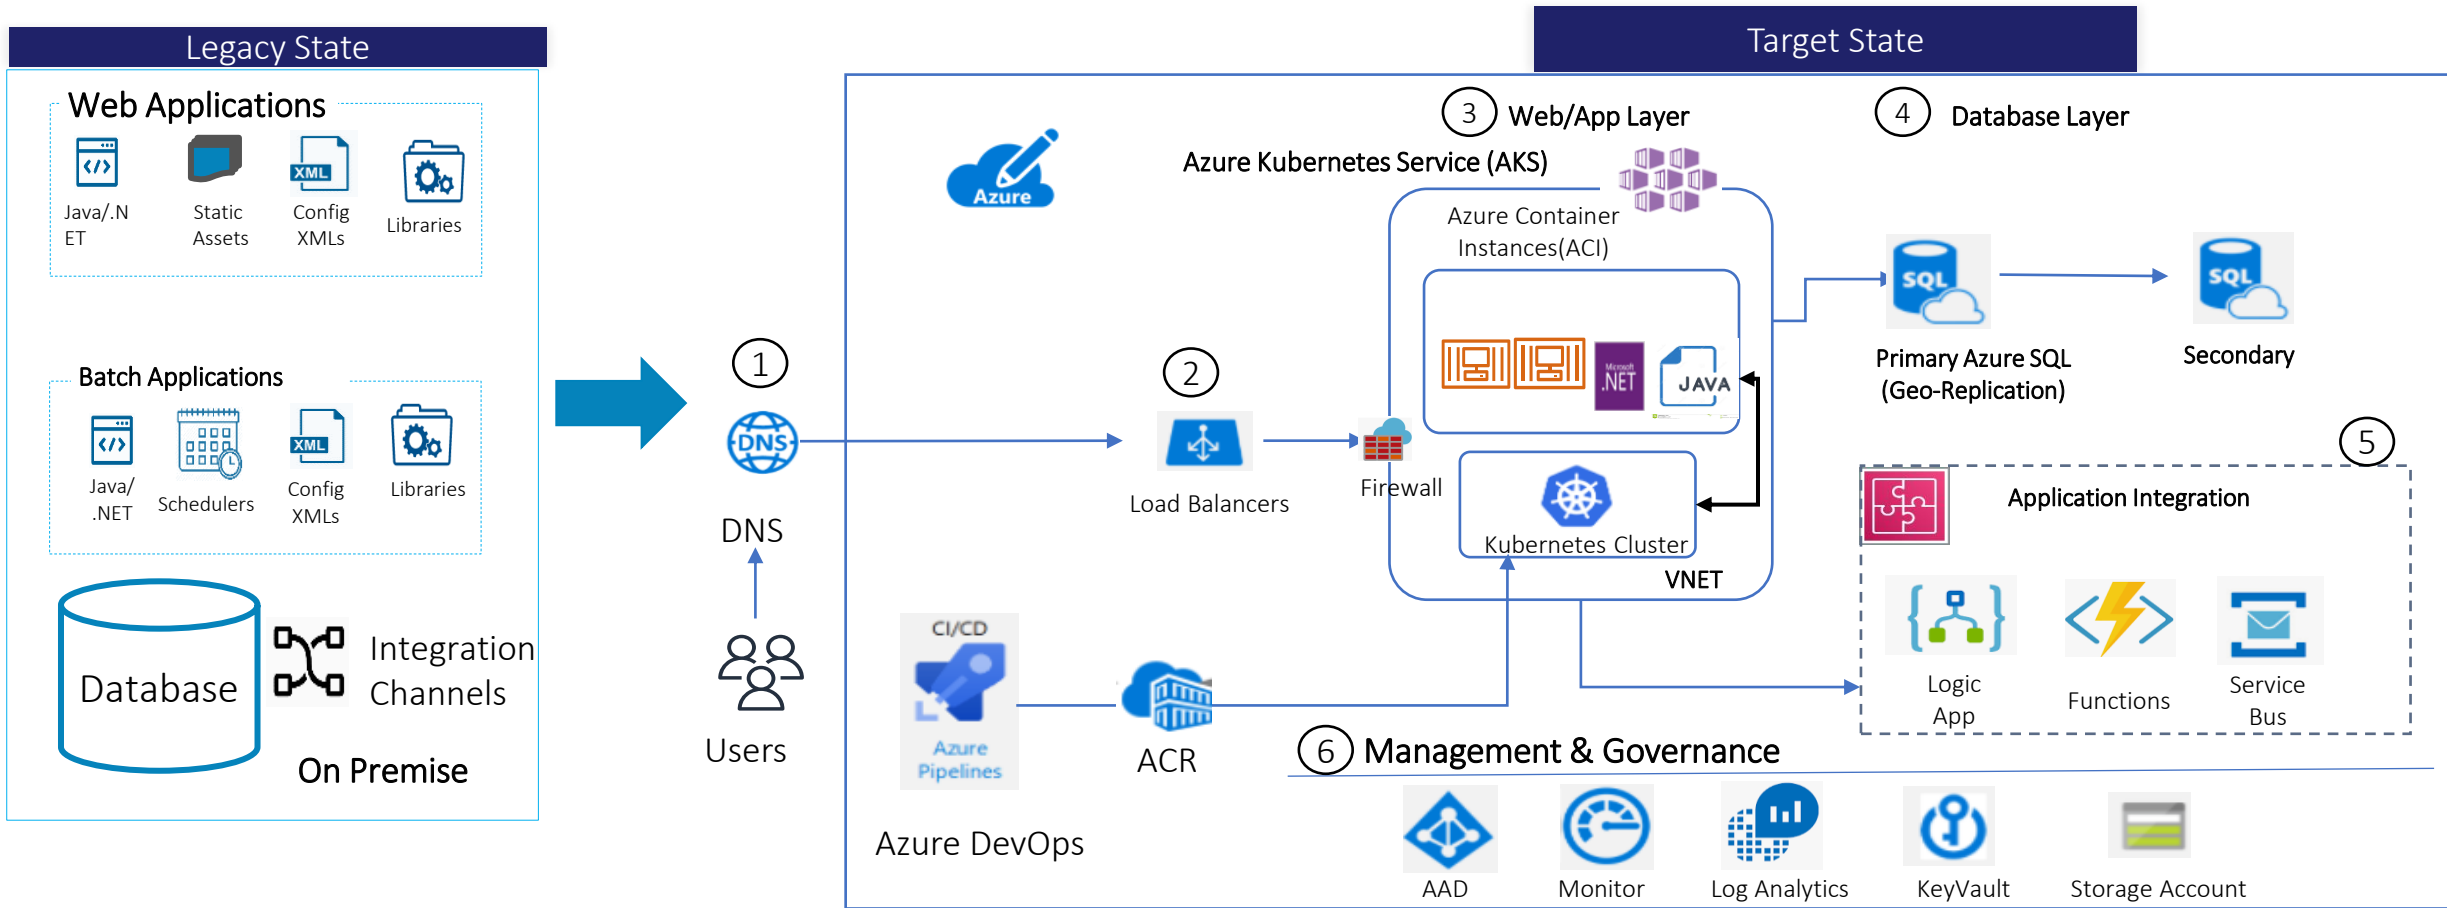 Legacy State
Web Applications
</>
XML
Java/.N
ET
Static
Assets
Config
XMLs
Libraries
Batch Applications
</>
XML
Java/
.NET
Schedulers
Config
XMLs
Libraries
Database
Integration
Channels
On Premise
Target State
1
DNS
DNS
Users
Azure
2
Load Balancers
Firewall
3
Web/App Layer
Azure Kubernetes Service (AKS)
Azure Container
Instances(ACI)
Microsoft
.NET
JAVA
Kubernetes Cluster
VNET
4
Database Layer
SQL
SQL
Primary Azure SQL
(Geo-Replication)
Secondary
5
Application Integration
Logic
App
Functions
Service
Bus
CI/CD
Azure
Pipelines
Azure DevOps
ACR
6
Management & Governance
AAD
Monitor
Log Analytics
KeyVault
Storage Account